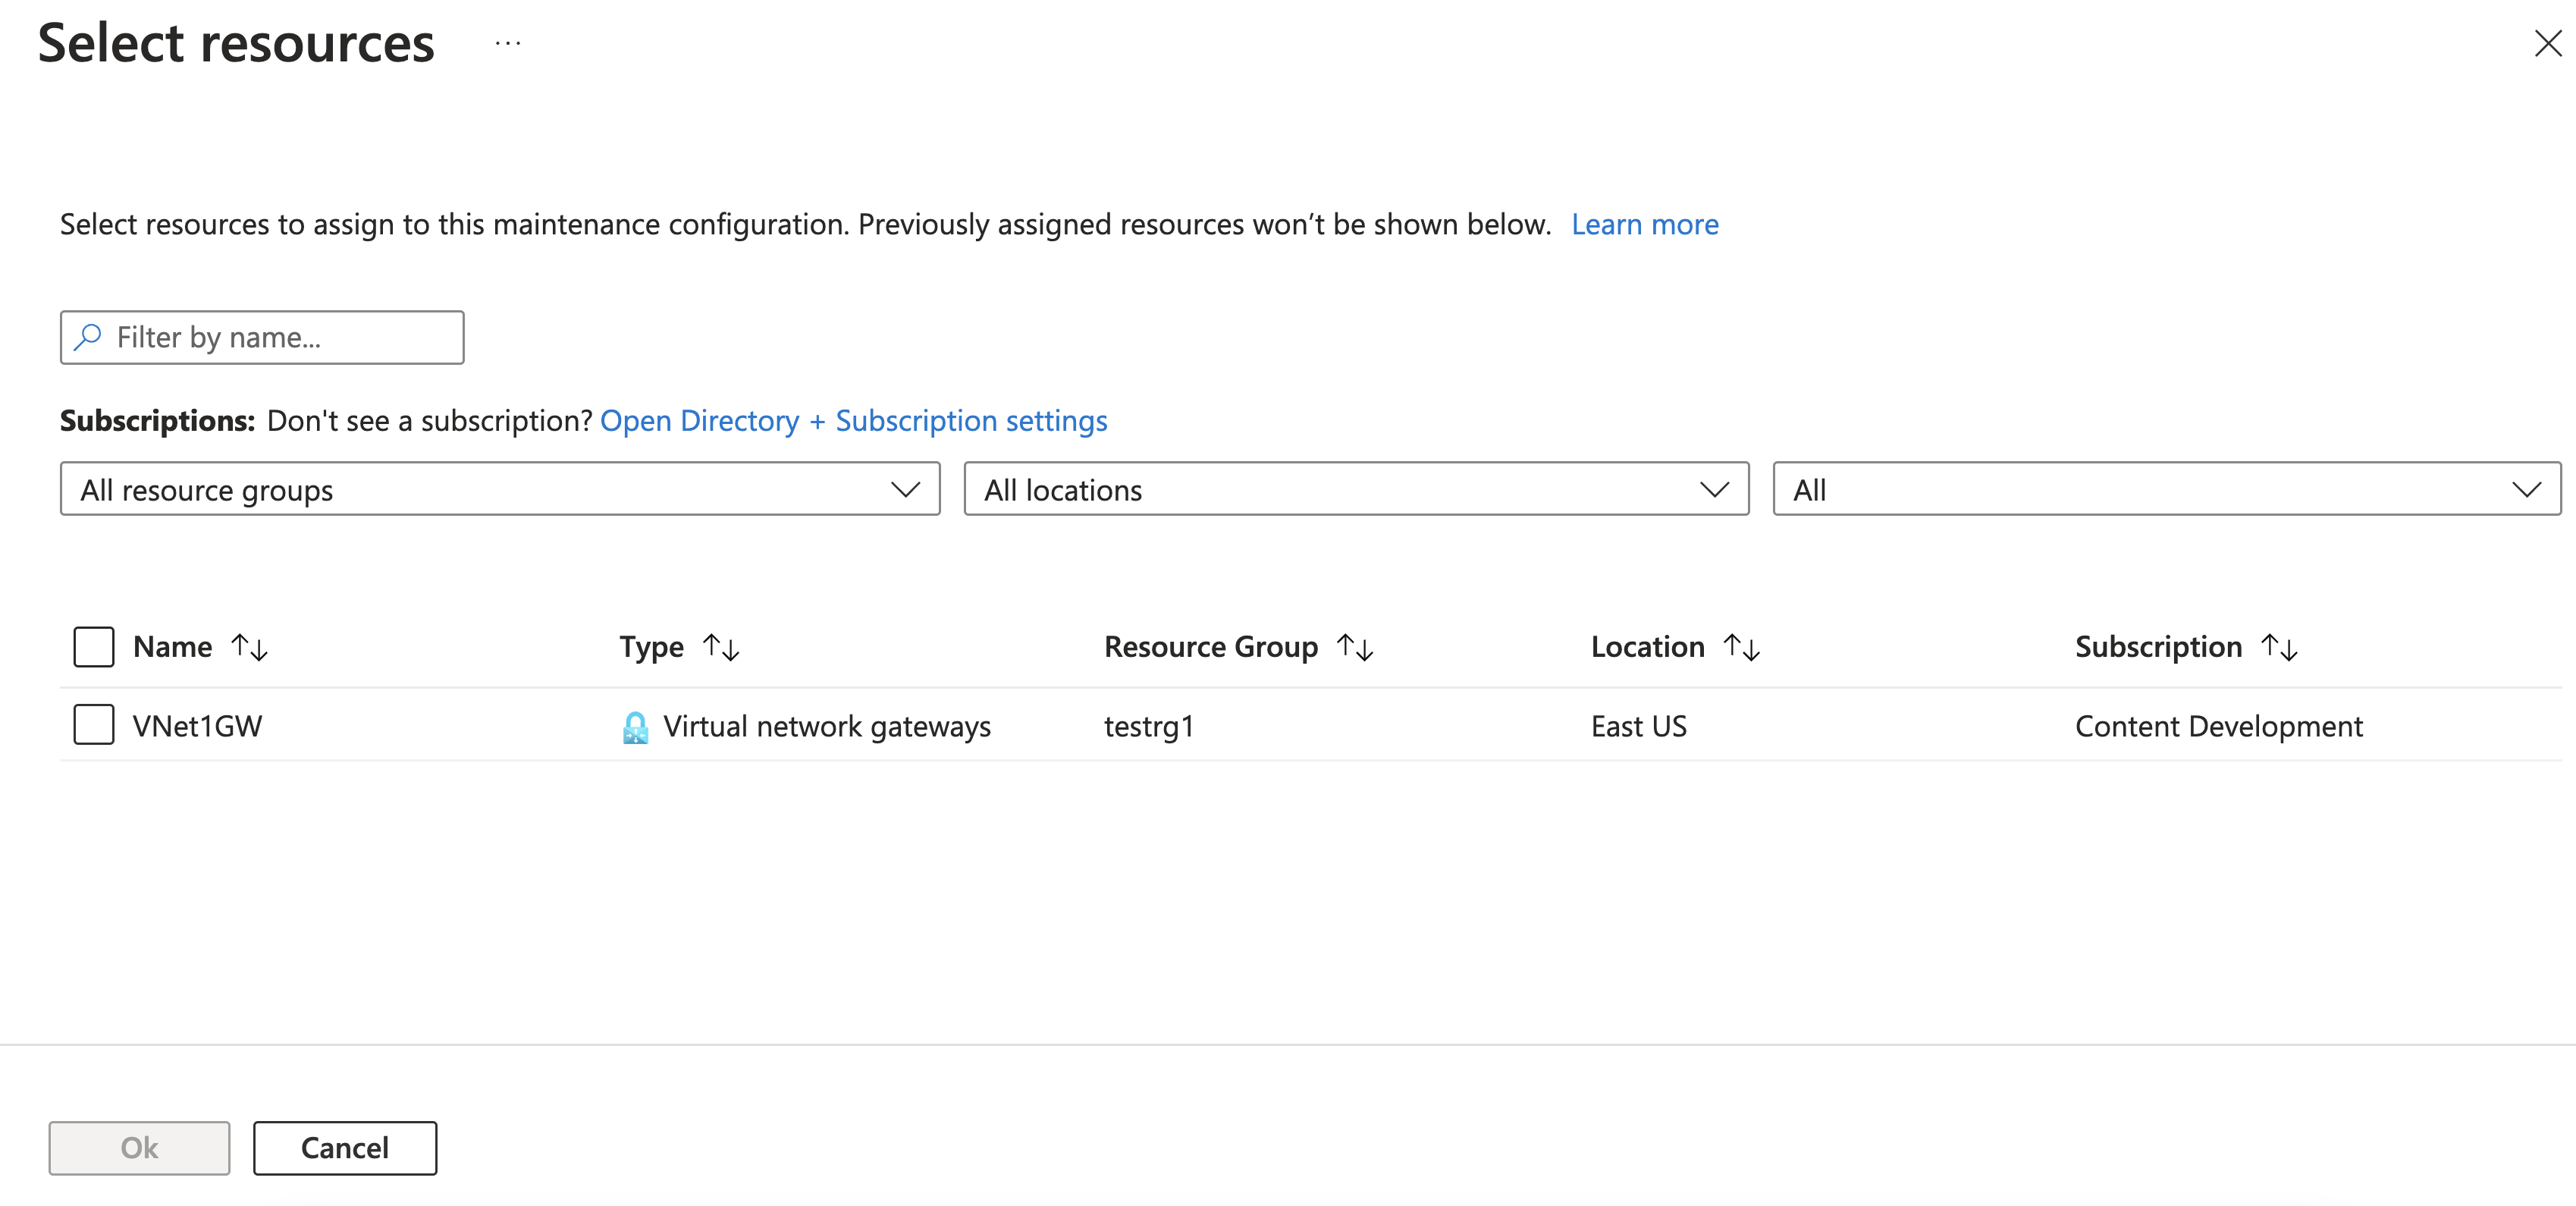 Select resources ...
Select resources to assign to this maintenance configuration. Previously assigned resources won’t be shown below. Learn more
Filter by name...
Subscriptions: Don't see a subscription? Open Directory + Subscription settings
All resource groups All locations All
Name ↑↓ Type ↑↓ Resource Group ↑↓ Location ↑↓ Subscription ↑↓
VNet1GW Virtual network gateways testrg1 East US Content Development
Ok Cancel